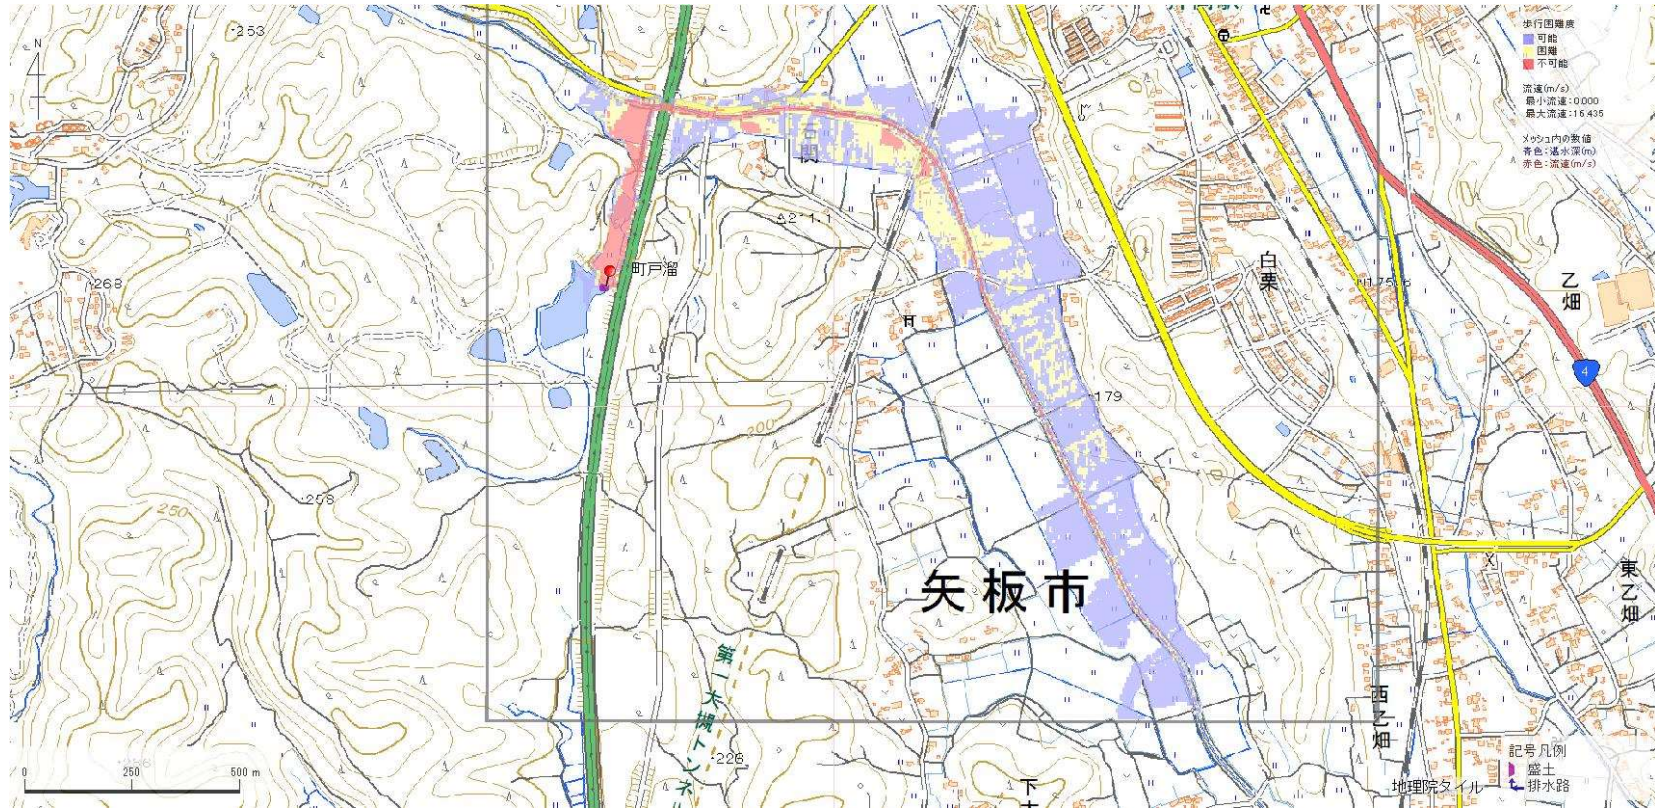 ・253
N
歩行困難度
可能
困難
不可能
流速(m/s)
最小流速:0.000
最大流速:16.435
メッシュ内の数値
青色:湛水深(m)
赤色:流速(m/s)
石関
町戸溜
・268
白栗
乙畑
4
・179
200
・258
250
矢板市
東乙畑
第一大槻トンネル
西乙畑
・226
下太
0 250 500 m
地理院タイル
記号凡例
盛土
排水路